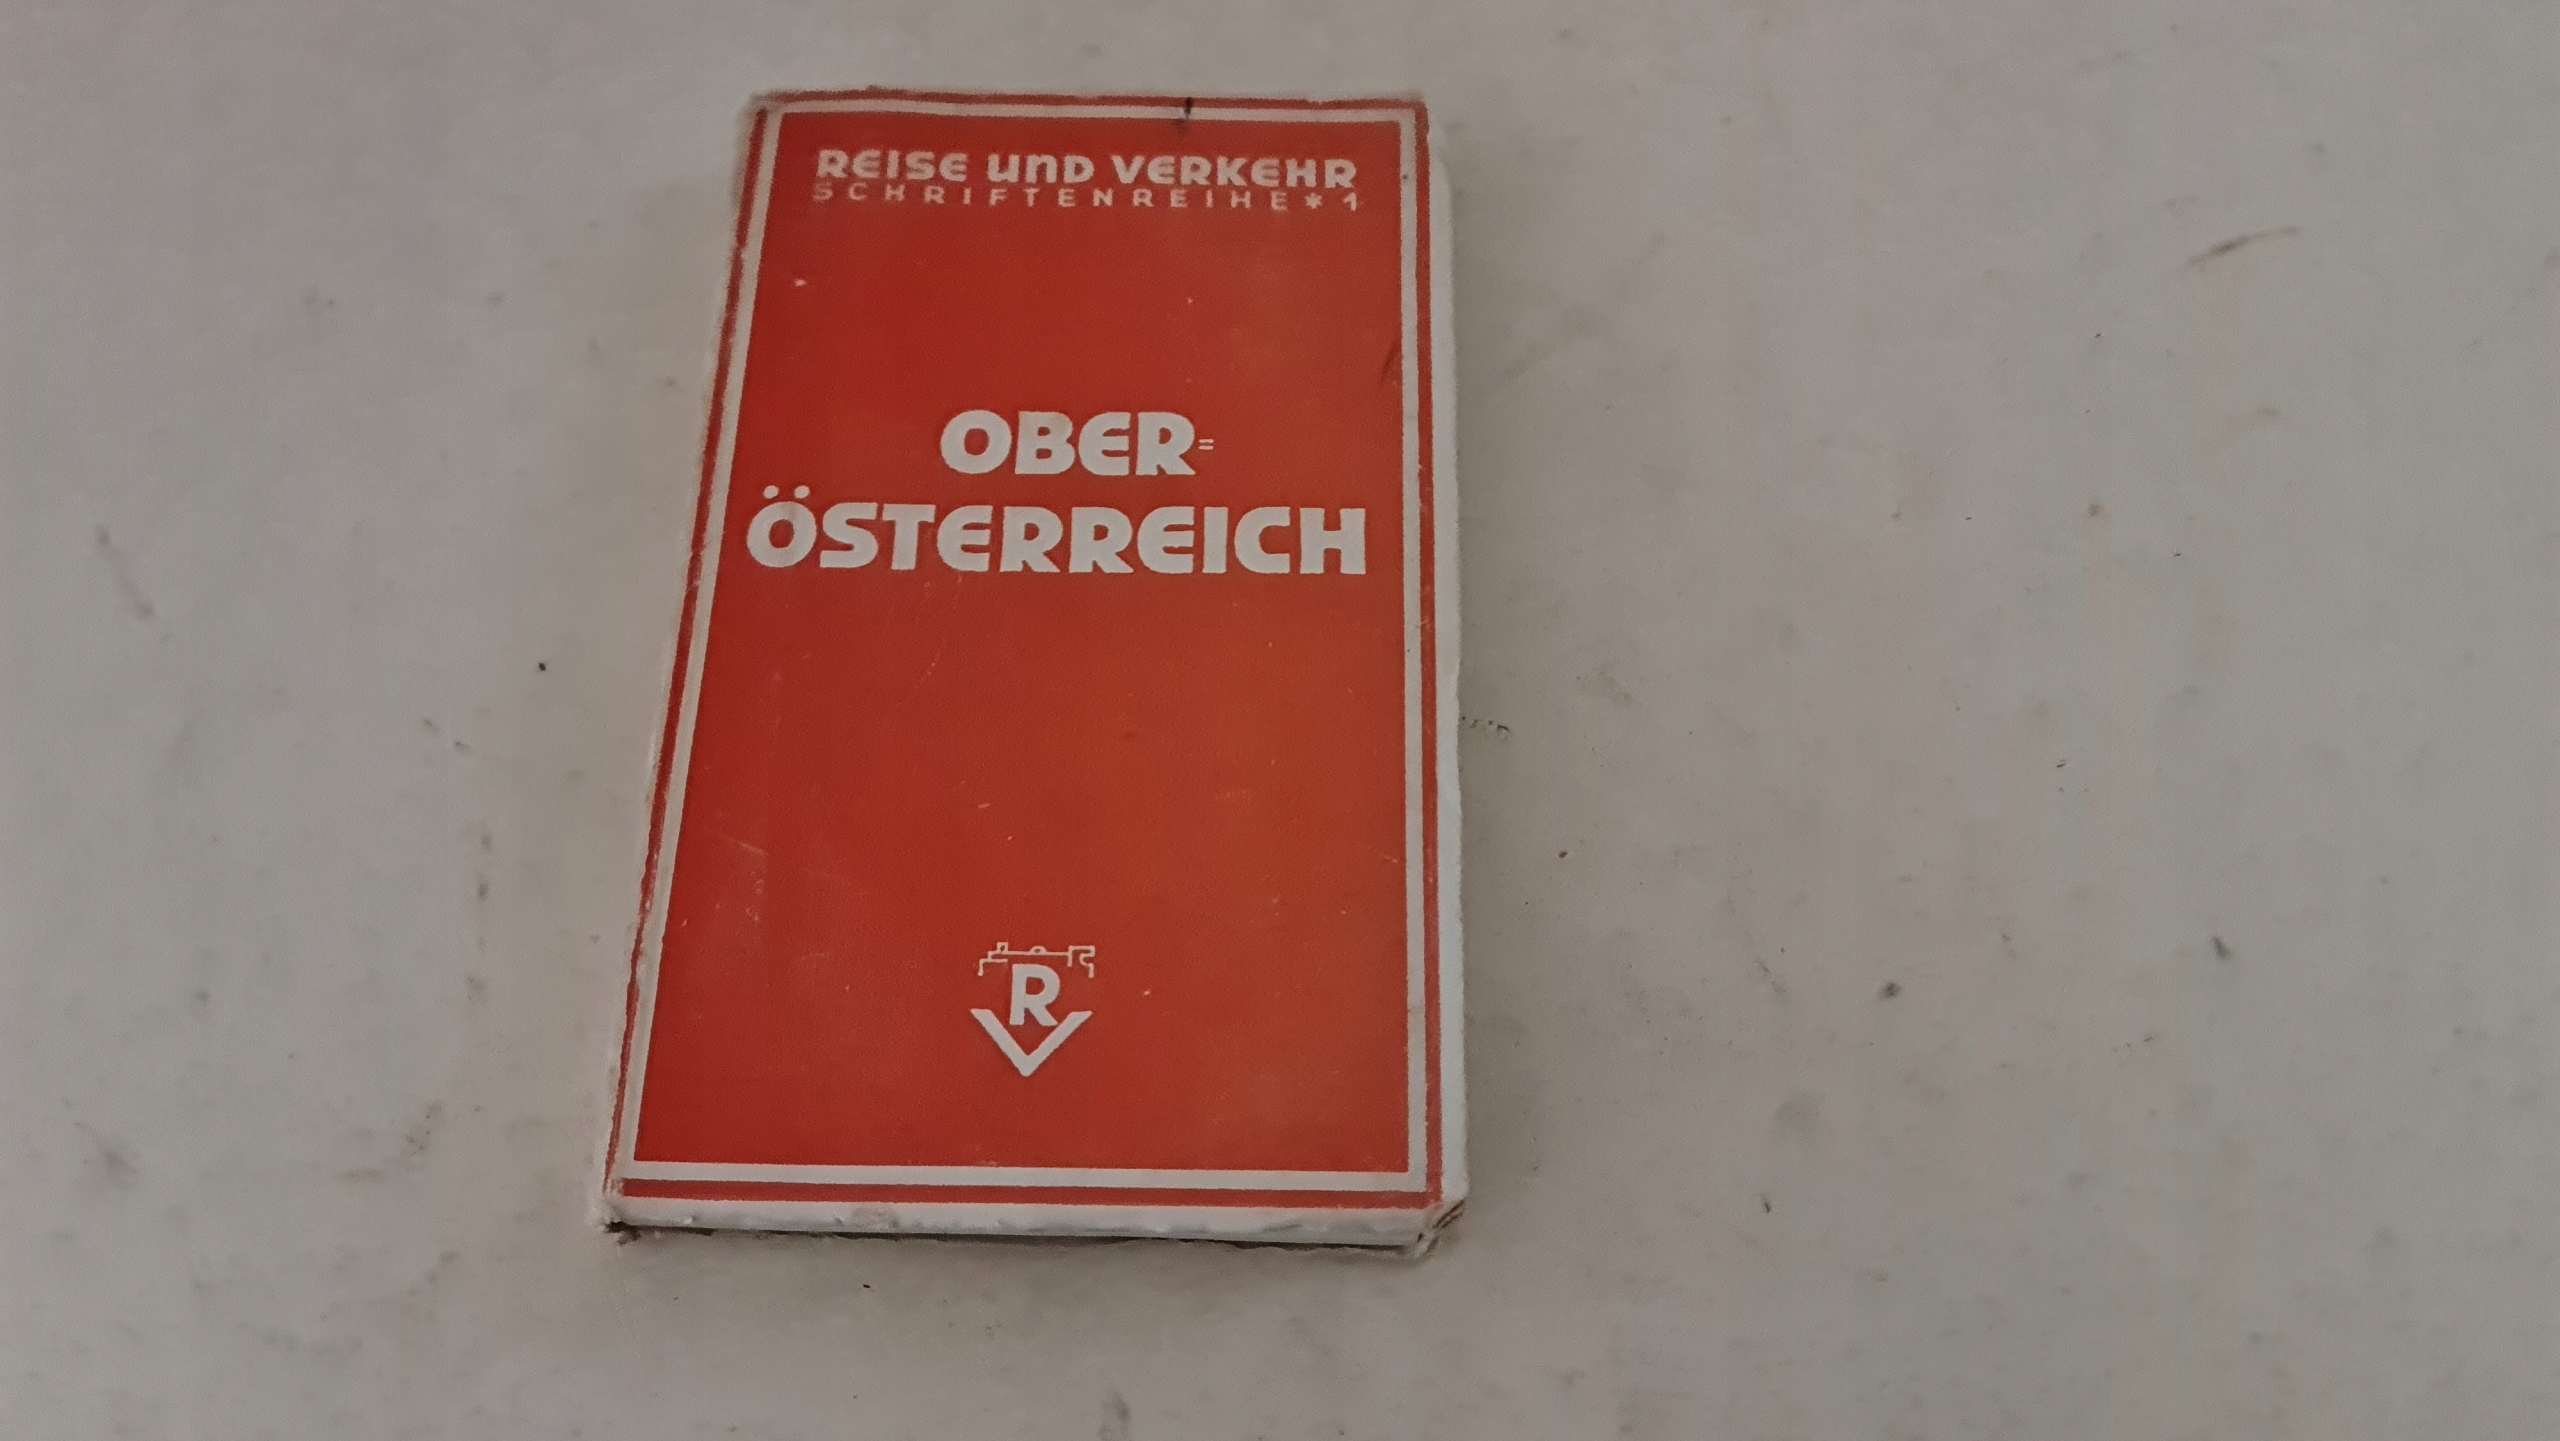 REISE UND VERKEHR
SCHRIFTENREIHE * 1
OBER=
ÖSTERREICH
R
V